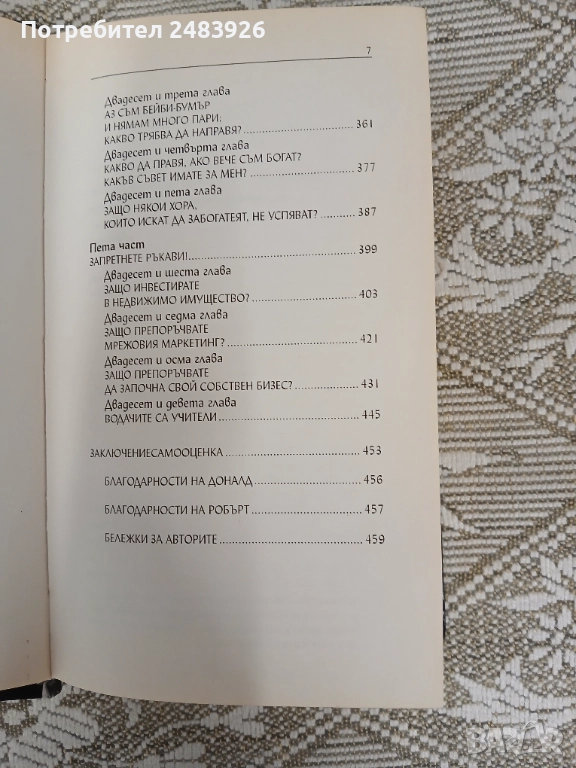 Потребител 2483926
7
Двадесет и трета глава
АЗ СЪМ БЕЙБИ-БУМЪР
И НЯМАМ МНОГО ПАРИ;
КАКВО ТРЯБВА ДА НАПРАВЯ? 361
Двадесет и четвърта глава
КАКВО ДА ПРАВЯ, АКО ВЕЧЕ СЪМ БОГАТ?
КАКЪВ СЪВЕТ ИМАТЕ ЗА МЕН? 377
Двадесет и пета глава
ЗАЩО НЯКОИ ХОРА,
КОИТО ИСКАТ ДА ЗАБОГАТЕЯТ, НЕ УСПЯВАТ? 387
Пета част
ЗАПРЕТНЕТЕ РЪКАВИ! 399
Двадесет и шеста глава
ЗАЩО ИНВЕСТИРАТЕ
В НЕДВИЖИМО ИМУЩЕСТВО? 403
Двадесет и седма глава
ЗАЩО ПРЕПОРЪЧВАТЕ
МРЕЖОВИЯ МАРКЕТИНГ? 421
Двадесет и осма глава
ЗАЩО ПРЕПОРЪЧВАТЕ
ДА ЗАПОЧНА СВОЙ СОБСТВЕН БИЗЕС? 431
Двадесет и девета глава
ВОДАЧИТЕ СА УЧИТЕЛИ 445
ЗАКЛЮЧЕНИЕСАМООЦЕНКА 453
БЛАГОДАРНОСТИ НА ДОНАЛД 456
БЛАГОДАРНОСТИ НА РОБЪРТ 457
БЕЛЕЖКИ ЗА АВТОРИТЕ 459
BAZAR